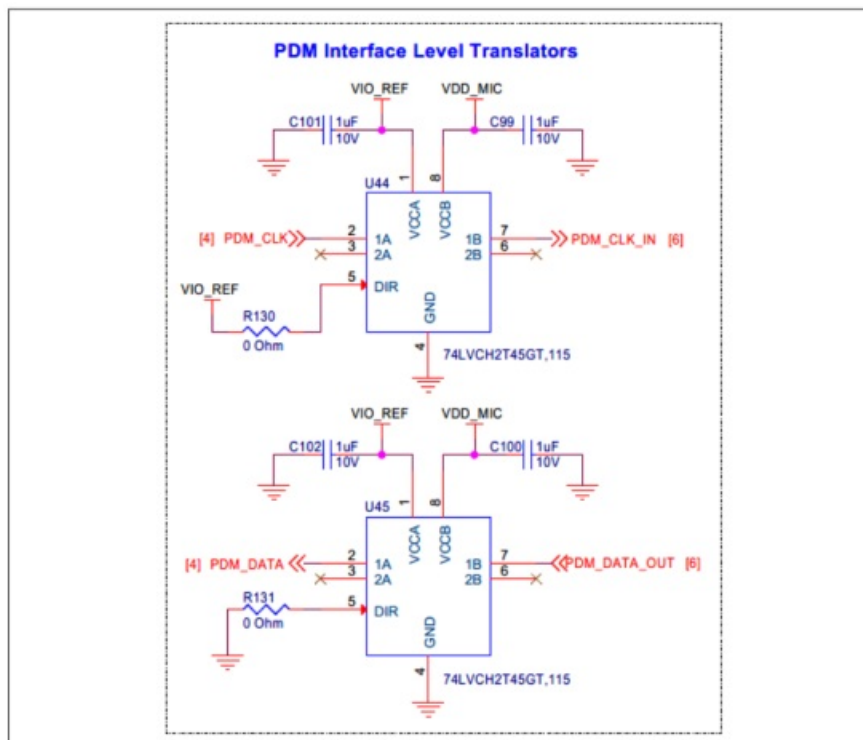 PDM Interface Level Translators
VIO_REF VDD_MIC
C101 1uF 10V C99 1uF 10V
1 8
U44
VCCA VCCB
[4] PDM_CLK 2 1A 1B 7 PDM_CLK_IN [6]
3 2A 2B 6
5 DIR
VIO_REF
GND
R130
0 Ohm
4
74LVCH2T45GT,115
VIO_REF VDD_MIC
C102 1uF 10V C100 1uF 10V
1 8
U45
VCCA VCCB
[4] PDM_DATA 2 1A 1B 7 PDM_DATA_OUT [6]
3 2A 2B 6
R131
0 Ohm
5 DIR
GND
4
74LVCH2T45GT,115